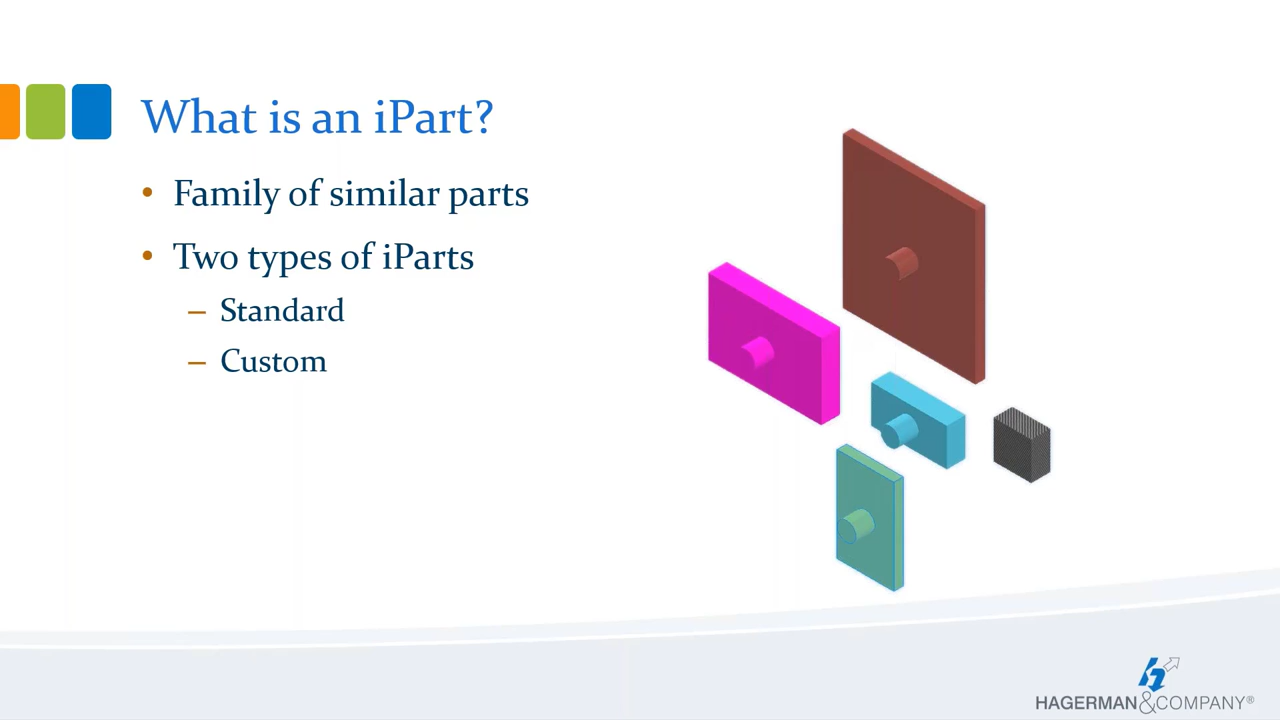 What is an iPart?
• Family of similar parts
• Two types of iParts
– Standard
– Custom
HAGERMAN&COMPANY®